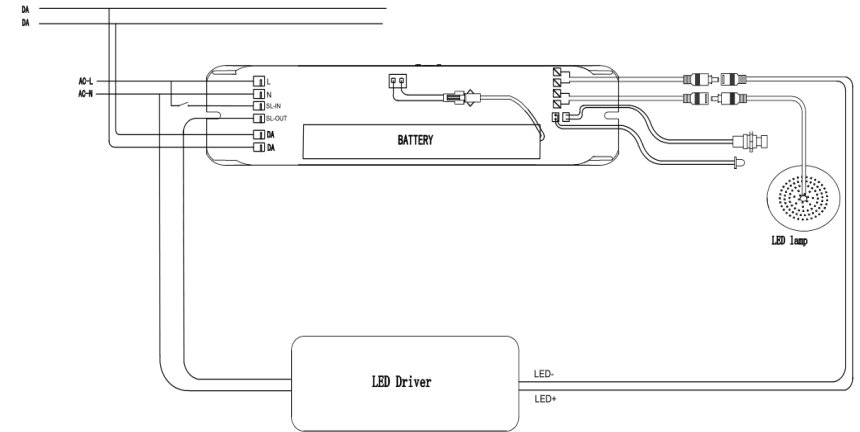 DA
DA
AC-L
AC-N
L
N
SL-IN
SL-OUT
DA
DA
BATTERY
LED lamp
LED Driver
LED-
LED+